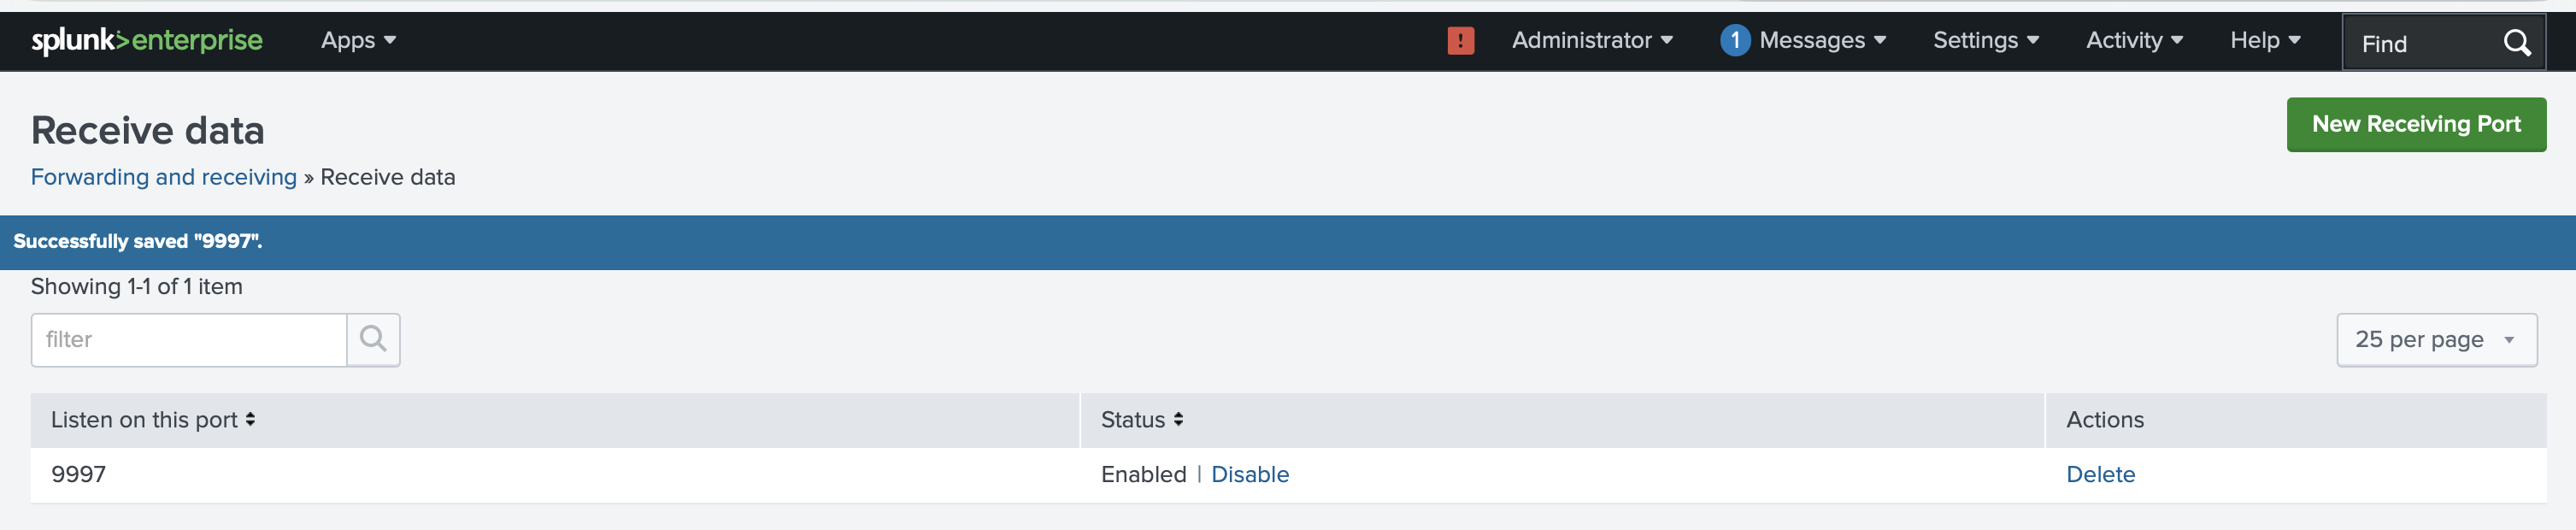 splunk>enterprise Apps ! Administrator 1 Messages Settings Activity Help Find
Receive data
New Receiving Port
Forwarding and receiving » Receive data
Successfully saved "9997".
Showing 1-1 of 1 item
filter
25 per page
Listen on this port Status Actions
9997 Enabled | Disable Delete